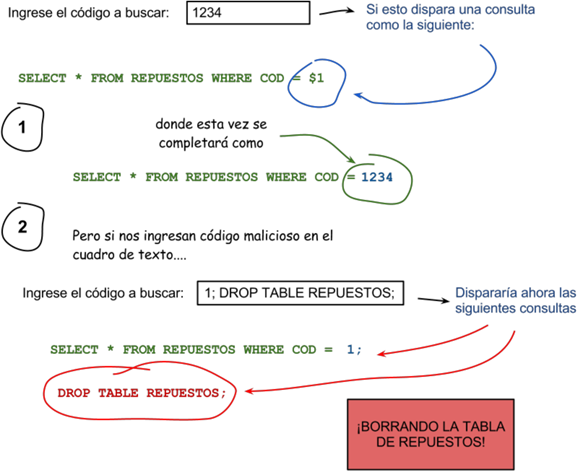 Ingrese el código a buscar: 1234
Si esto dispara una consulta
como la siguiente:
SELECT * FROM REPUESTOS WHERE COD = $1
1
donde esta vez se
completará como
SELECT * FROM REPUESTOS WHERE COD = 1234
2
Pero si nos ingresan código malicioso en el
cuadro de texto....
Ingrese el código a buscar: 1; DROP TABLE REPUESTOS;
Dispararía ahora las
siguientes consultas
SELECT * FROM REPUESTOS WHERE COD = 1;
DROP TABLE REPUESTOS;
¡BORRANDO LA TABLA
DE REPUESTOS!